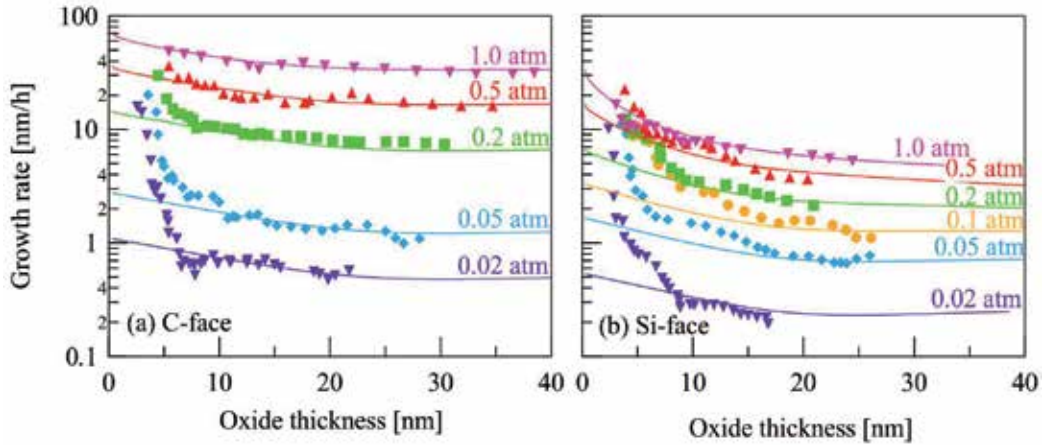 100
4
2
10
4
2
1
4
2
0.1
Growth rate [nm/h]
1.0 atm
0.5 atm
0.2 atm
0.05 atm
0.02 atm
(a) C-face
0 10 20 30 40
Oxide thickness [nm]
1.0 atm
0.5 atm
0.2 atm
0.1 atm
0.05 atm
0.02 atm
(b) Si-face
0 10 20 30 40
Oxide thickness [nm]